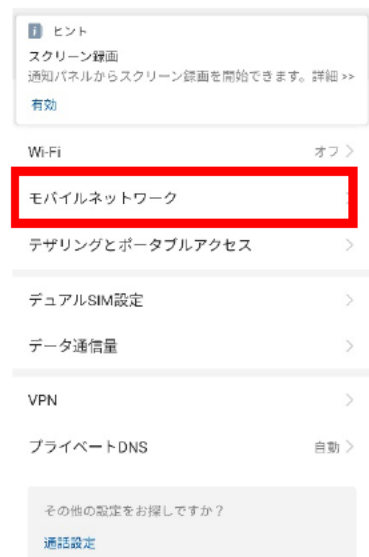 ヒント
スクリーン録画
通知パネルからスクリーン録画を開始できます。詳細 >>
有効
Wi-Fi オフ
モバイルネットワーク
テザリングとポータブルアクセス
デュアルSIM設定
データ通信量
VPN
プライベートDNS 自動
その他の設定をお探しですか？
通話設定